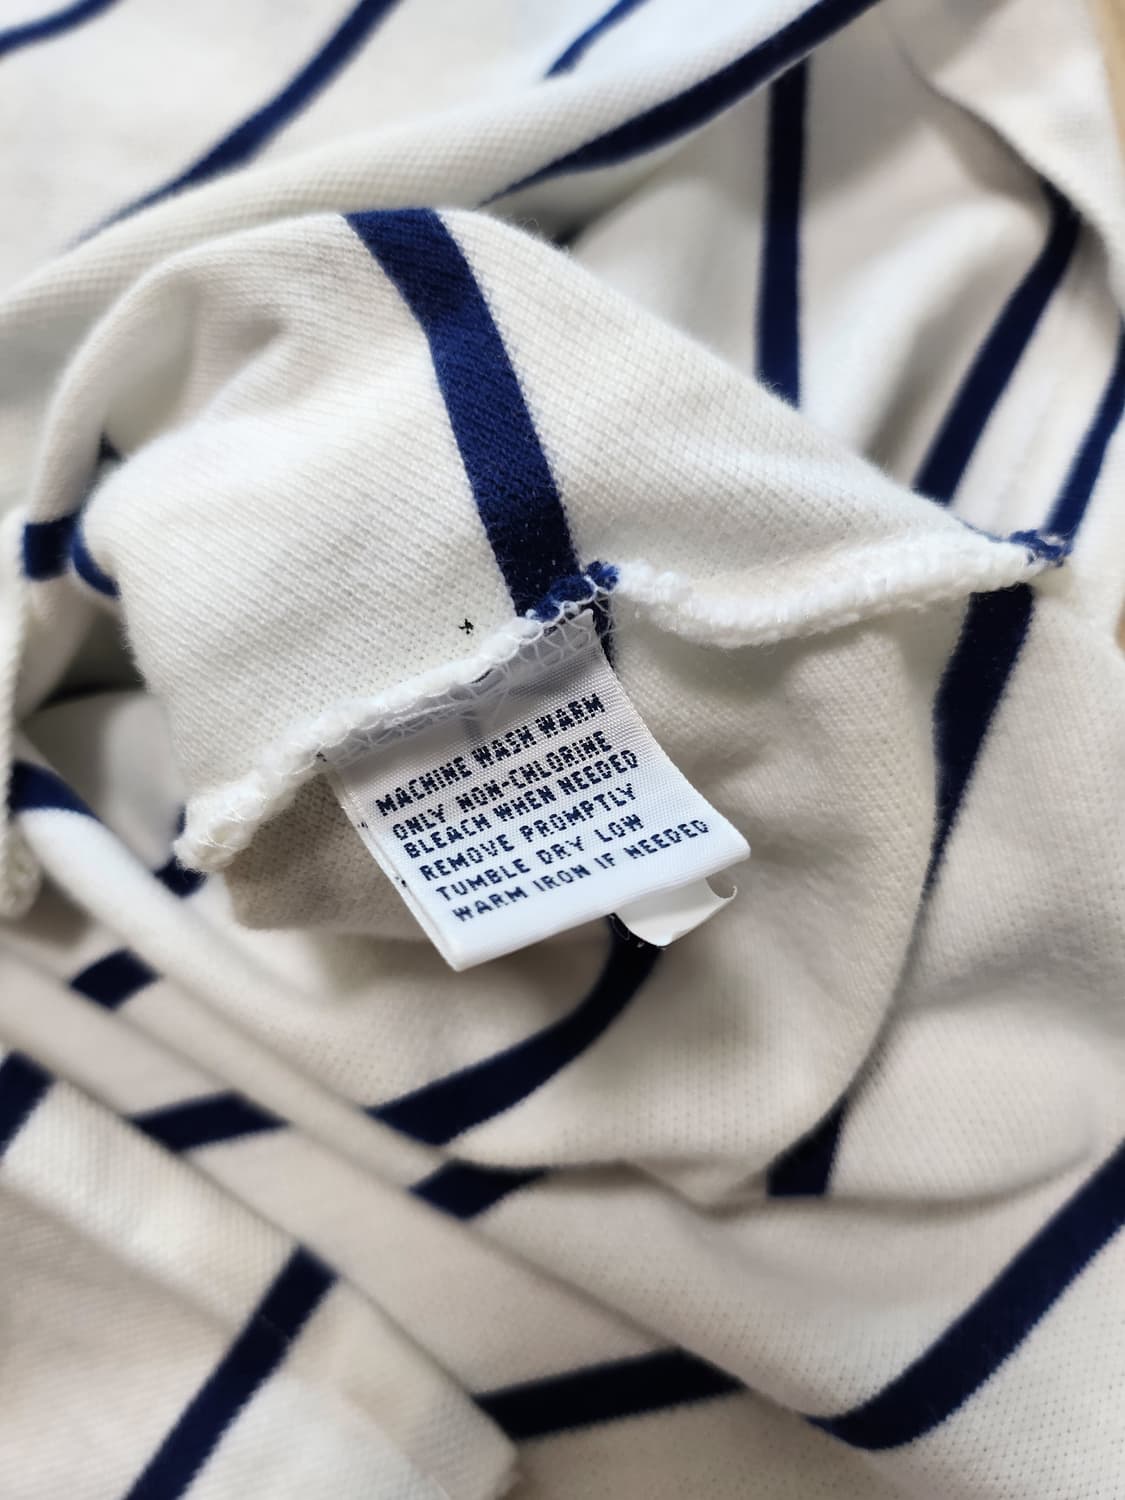 MACHINE WASH WARM
ONLY NON-CHLORINE
BLEACH WHEN NEEDED
REMOVE PROMPTLY
TUMBLE DRY LOW
WARM IRON IF NEEDED